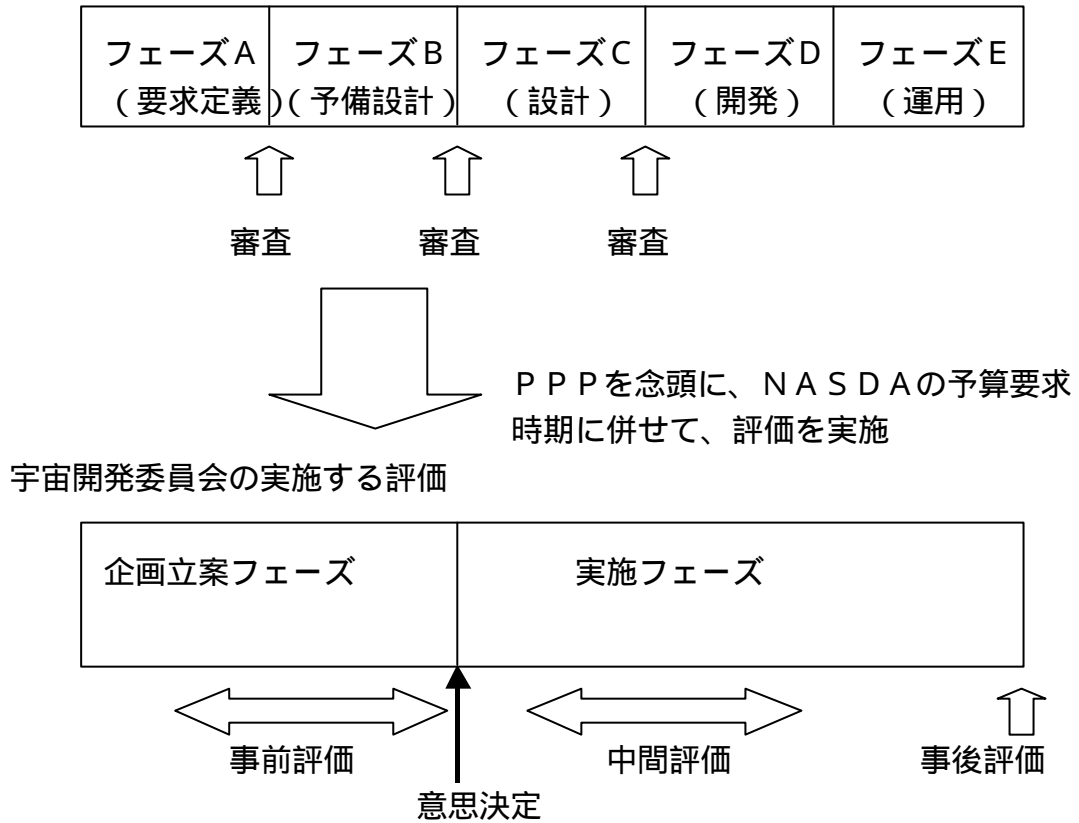 フェーズA フェーズB フェーズC フェーズD フェーズE
(要求定義) (予備設計) (設計) (開発) (運用)
審査 審査 審査
PPPを念頭に、NASDAの予算要求
時期に併せて、評価を実施
宇宙開発委員会の実施する評価
企画立案フェーズ 実施フェーズ
事前評価 中間評価 事後評価
意思決定